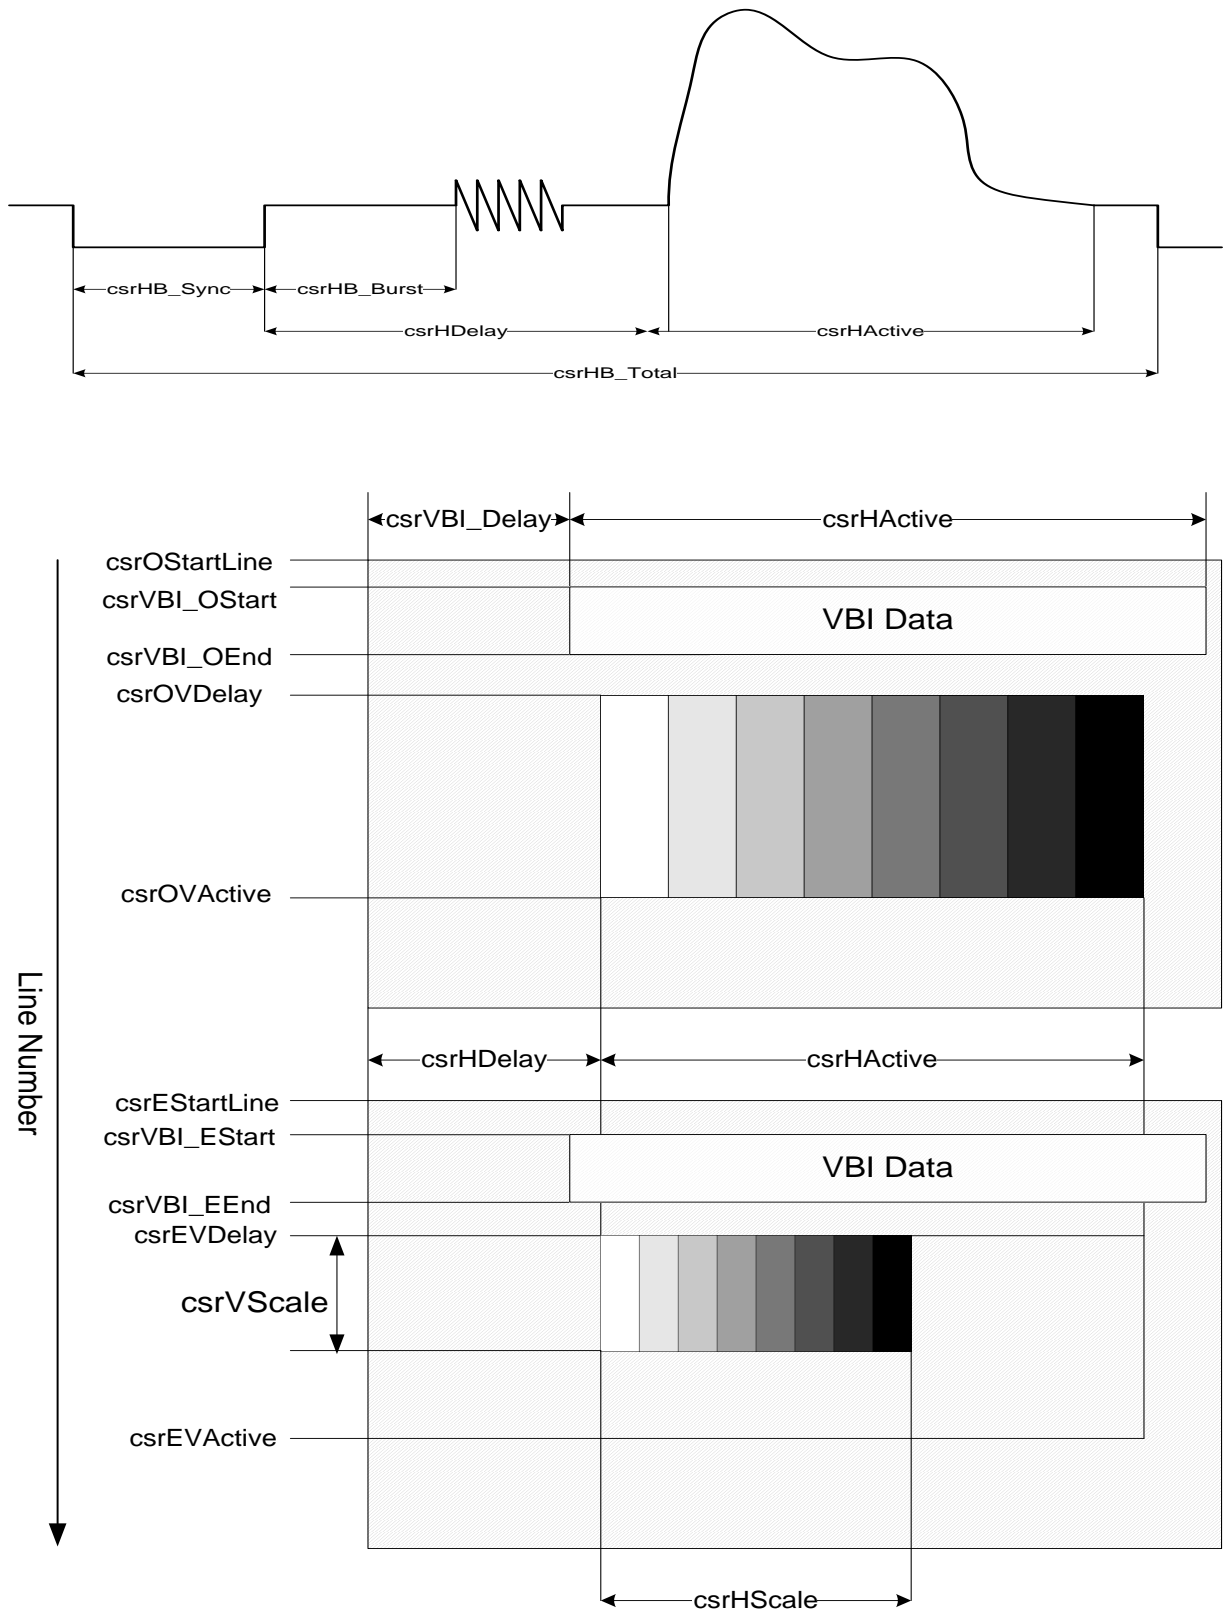 csrHB_Sync
csrHB_Burst
csrHDelay
csrHActive
csrHB_Total
csrVBI_Delay
csrHActive
csrOStartLine
csrVBI_OStart
VBI Data
csrVBI_OEnd
csrOVDelay
csrOVActive
Line Number
csrHDelay
csrHActive
csrEStartLine
csrVBI_EStart
VBI Data
csrVBI_EEnd
csrEVDelay
csrVScale
csrEVActive
csrHScale